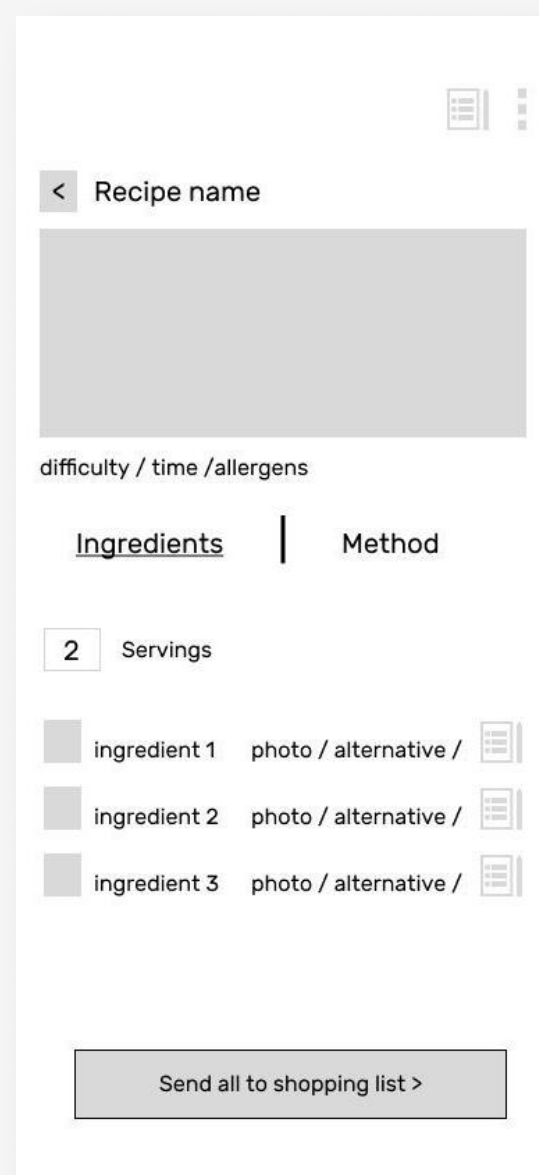 < Recipe name
difficulty / time /allergens
Ingredients | Method
2 Servings
ingredient 1 photo / alternative /
ingredient 2 photo / alternative /
ingredient 3 photo / alternative /
Send all to shopping list >